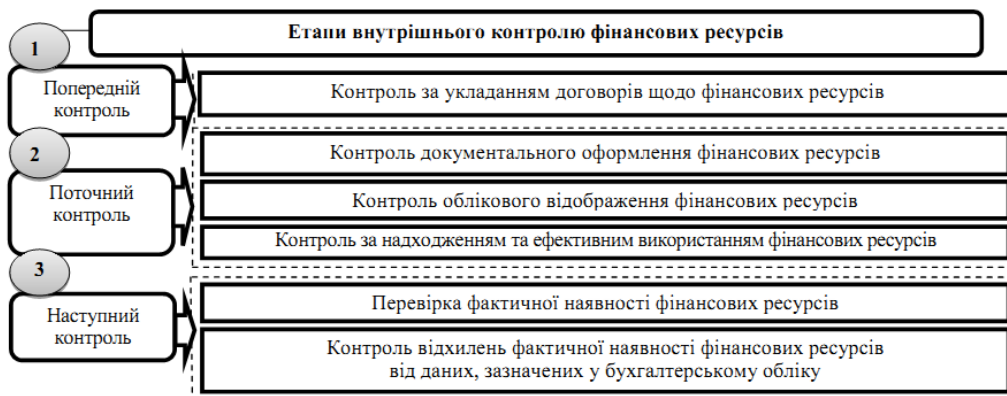 Етапи внутрішнього контролю фінансових ресурсів
1
Попередній
контроль
Контроль за укладанням договорів щодо фінансових ресурсів
2
Поточний
контроль
Контроль документального оформлення фінансових ресурсів
Контроль облікового відображення фінансових ресурсів
Контроль за надходженням та ефективним використанням фінансових ресурсів
3
Наступний
контроль
Перевірка фактичної наявності фінансових ресурсів
Контроль відхилень фактичної наявності фінансових ресурсів
від даних, зазначених у бухгалтерському обліку